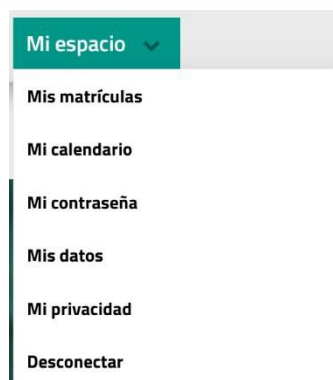 Mi espacio
Mis matrículas
Mi calendario
Mi contraseña
Mis datos
Mi privacidad
Desconectar